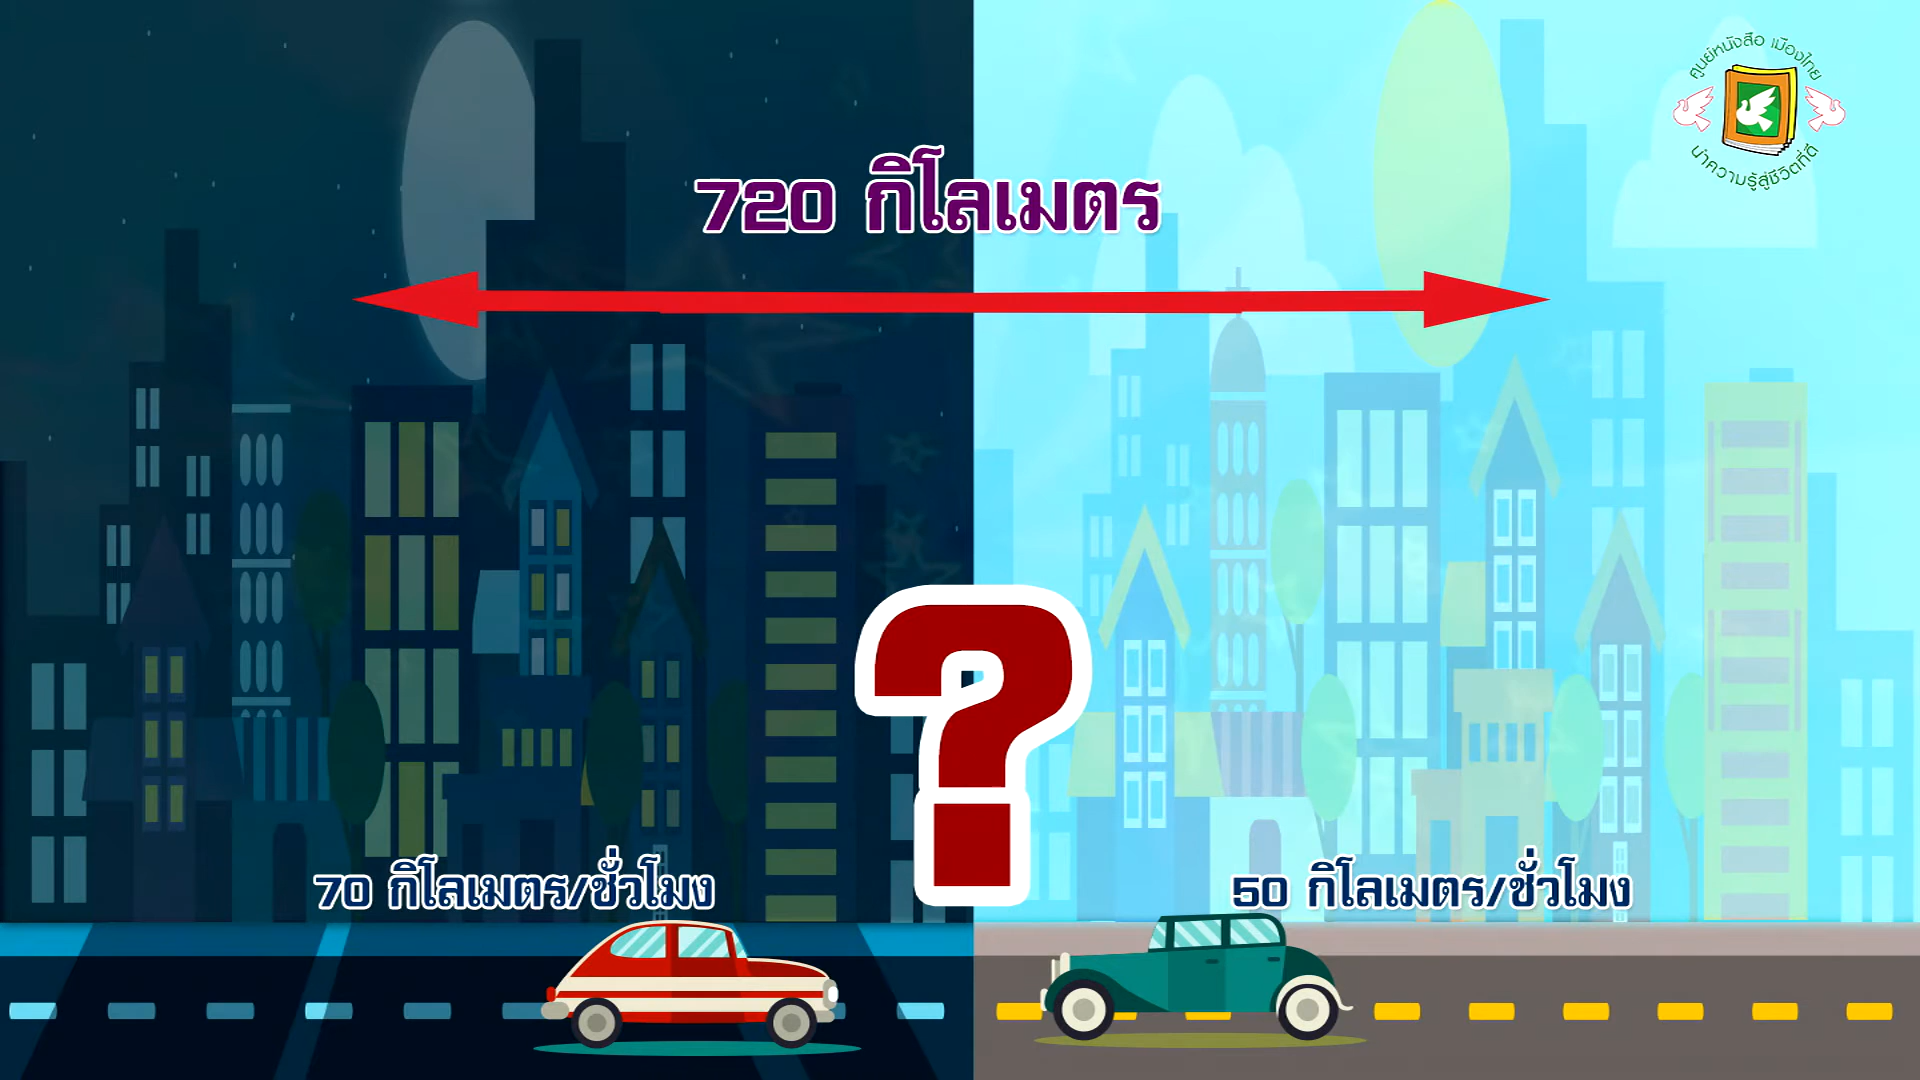 ศูนย์หนังสือ เมืองไทย
นำความรู้สู่ชีวิตที่ดี
720 กิโลเมตร
?
70 กิโลเมตร/ชั่วโมง
50 กิโลเมตร/ชั่วโมง